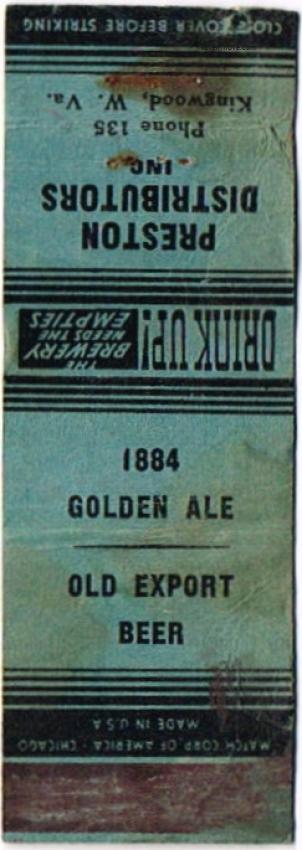 CLOSE COVER BEFORE STRIKING
PRESTON
DISTRIBUTORS
INC
Phone 135
Kingwood, W. Va.
DRINK UP!
THE
BREWERY
NEEDS THE
EMPTIES
1884
GOLDEN ALE
OLD EXPORT
BEER
MATCH CORP. OF AMERICA · CHICAGO
MADE IN U.S.A